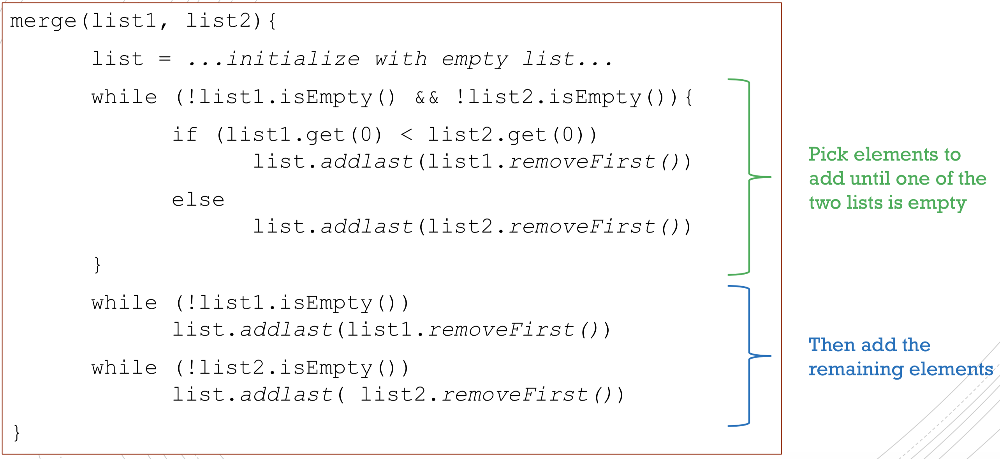 merge(list1, list2){
list = ...initialize with empty list...
while (!list1.isEmpty() && !list2.isEmpty()){
if (list1.get(0) < list2.get(0))
list.addlast(list1.removeFirst())
else
list.addlast(list2.removeFirst())
}
while (!list1.isEmpty())
list.addlast(list1.removeFirst())
while (!list2.isEmpty())
list.addlast( list2.removeFirst())
}
Pick elements to
add until one of the
two lists is empty
Then add the
remaining elements